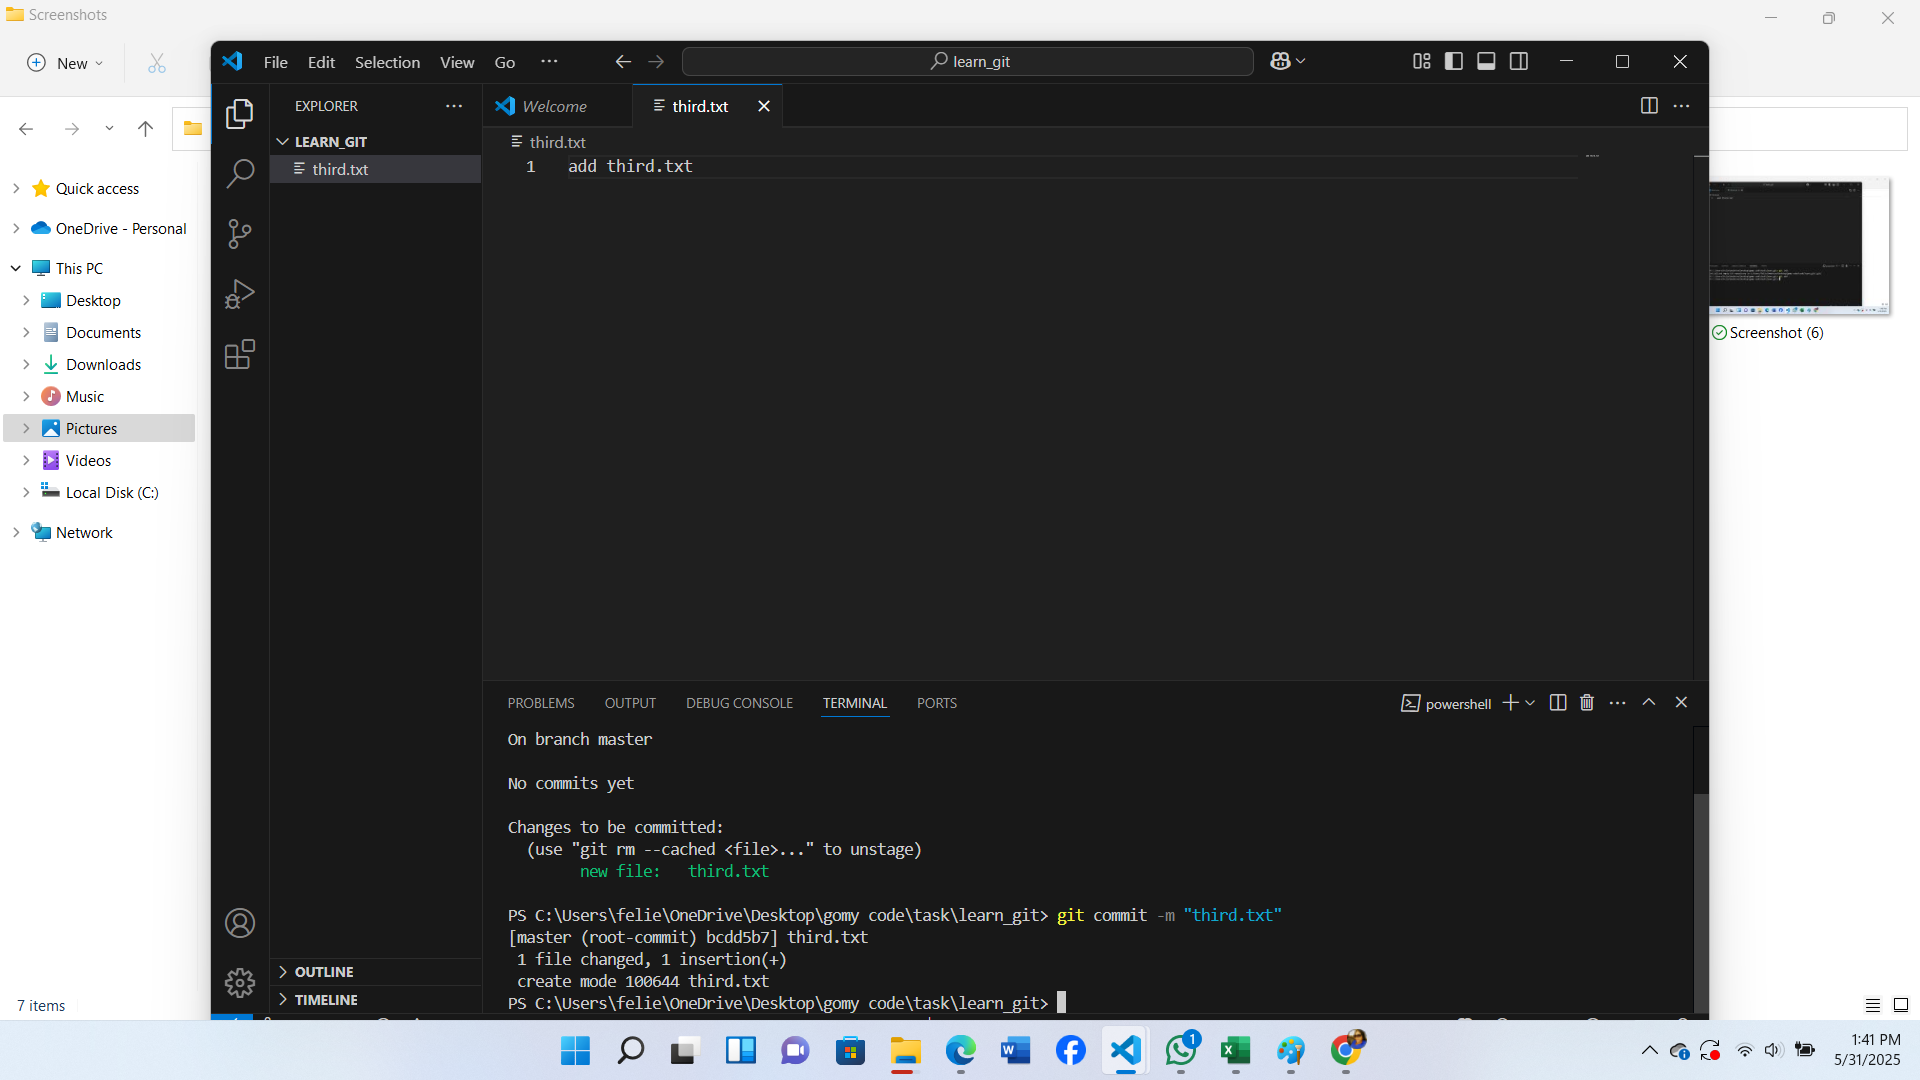 Screenshots
New
File Edit Selection View Go ···
learn_git
EXPLORER
Welcome
third.txt
LEARN_GIT
third.txt
third.txt
1 add third.txt
Quick access
OneDrive - Personal
This PC
Desktop
Documents
Downloads
Music
Pictures
Videos
Local Disk (C:)
Network
Screenshot (6)
PROBLEMS OUTPUT DEBUG CONSOLE TERMINAL PORTS
powershell
On branch master
No commits yet
Changes to be committed:
(use "git rm --cached <file>..." to unstage)
new file: third.txt
PS C:\Users\felie\OneDrive\Desktop\gomy code\task\learn_git> git commit -m "third.txt"
[master (root-commit) bcdd5b7] third.txt
1 file changed, 1 insertion(+)
create mode 100644 third.txt
PS C:\Users\felie\OneDrive\Desktop\gomy code\task\learn_git>
OUTLINE
TIMELINE
7 items
1
1:41 PM
5/31/2025